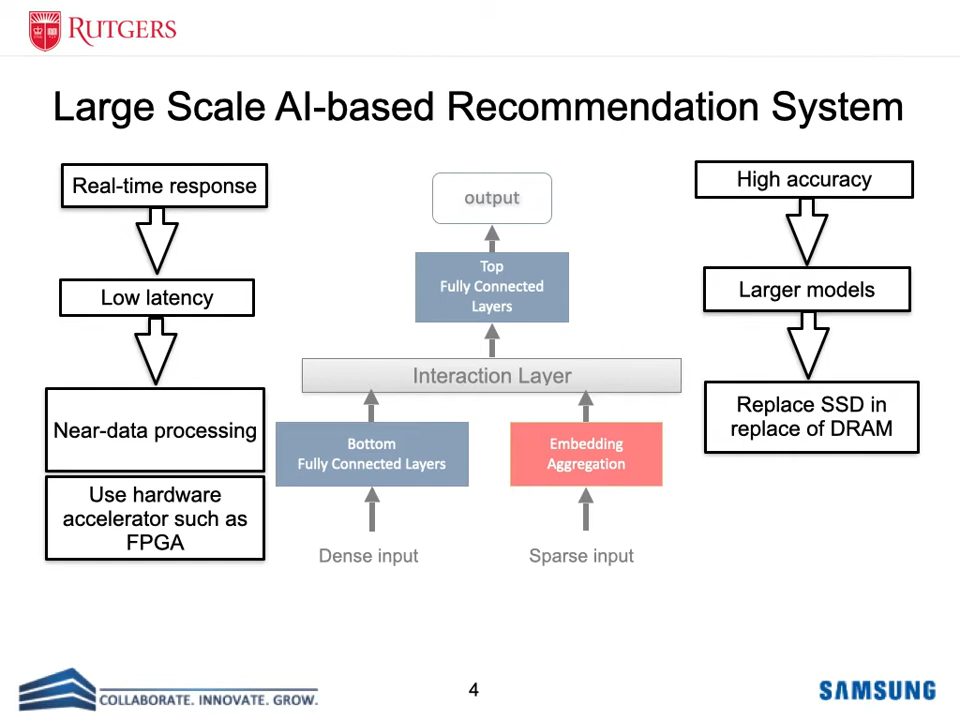 RUTGERS
Large Scale AI-based Recommendation System
Real-time response
Low latency
Near-data processing
Use hardware
accelerator such as
FPGA
output
Top
Fully Connected
Layers
Interaction Layer
Bottom
Fully Connected Layers
Embedding
Aggregation
Dense input
Sparse input
High accuracy
Larger models
Replace SSD in
replace of DRAM
COLLABORATE. INNOVATE. GROW.
4
SAMSUNG